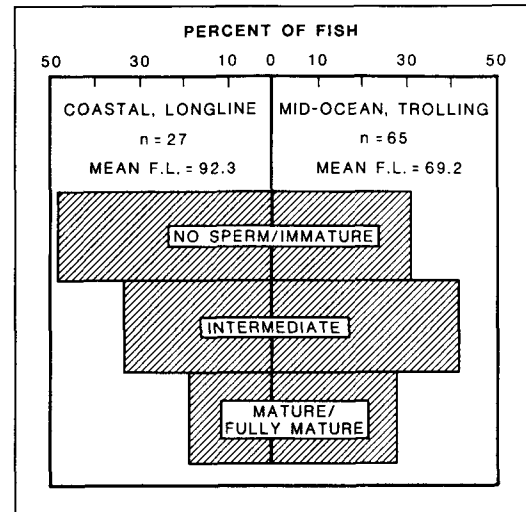 PERCENT OF FISH
50 30 10 0 10 30 50
COASTAL, LONGLINE
n = 27
MEAN F.L. = 92.3
MID-OCEAN, TROLLING
n = 65
MEAN F.L. = 69.2
NO SPERM/IMMATURE
INTERMEDIATE
MATURE/
FULLY MATURE